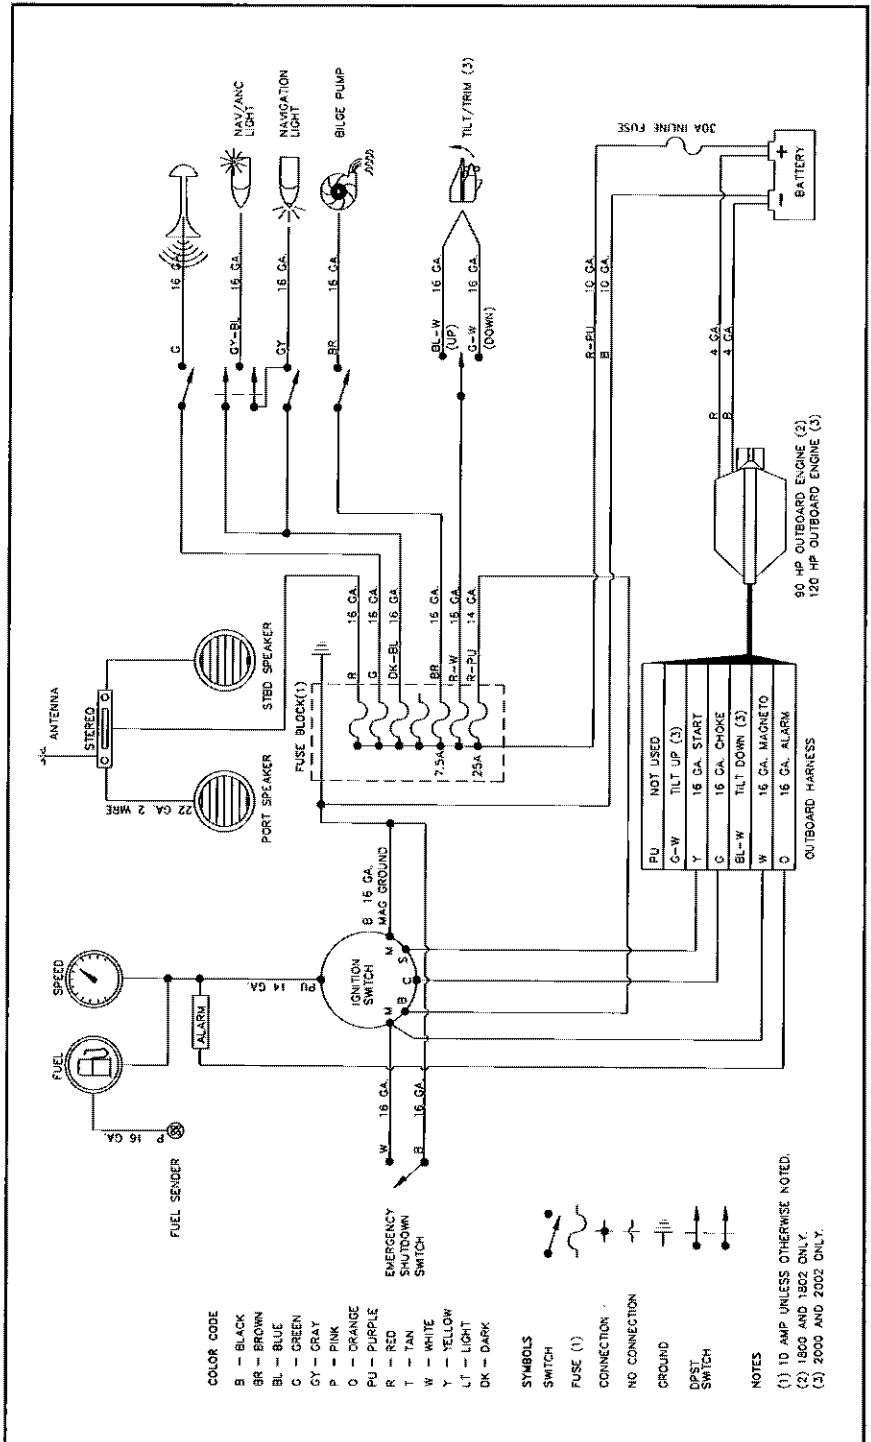 ANTENNA
STEREO
STBD SPEAKER
PORT SPEAKER
22 GA. 2 WIRE
SPEED
FUEL
ALARM
P 16 GA.
FUEL SENDER
PU 14 GA.
IGNITION
SWITCH
M
B
C
S
M
B 16 GA.
MAG GROUND
W 16 GA.
B 16 GA.
EMERGENCY
SHUTDOWN
SWITCH
FUSE BLOCK(1)
R 16 GA.
G 16 GA.
DK-BL 16 GA.
BR 16 GA.
R-W 16 GA.
R-PU 14 GA.
7.5A
25A
G 16 GA.
GY-BL 16 GA.
GY 16 GA.
BR 16 GA.
NAV/ANC
LIGHT
NAVIGATION
LIGHT
BILGE PUMP
BL-W 16 GA.
(UP)
G-W 16 GA.
(DOWN)
TILT/TRIM (3)
30A INLINE FUSE
R-PU 10 GA.
B 10 GA.
+
-
BATTERY
R 4 GA.
B 4 GA.
90 HP OUTBOARD ENGINE (2)
120 HP OUTBOARD ENGINE (3)
PU NOT USED
G-W TILT UP (3)
Y 16 GA. START
G 16 GA. CHOKE
BL-W TILT DOWN (3)
W 16 GA. MAGNETO
O 16 GA. ALARM
OUTBOARD HARNESS
COLOR CODE
B - BLACK
BR - BROWN
BL - BLUE
G - GREEN
GY - GRAY
P - PINK
O - ORANGE
PU - PURPLE
R - RED
T - TAN
W - WHITE
Y - YELLOW
LT - LIGHT
DK - DARK
SYMBOLS
SWITCH
FUSE (1)
CONNECTION
NO CONNECTION
GROUND
DPST
SWITCH
NOTES
(1) 10 AMP UNLESS OTHERWISE NOTED.
(2) 1800 AND 1802 ONLY.
(3) 2000 AND 2002 ONLY.